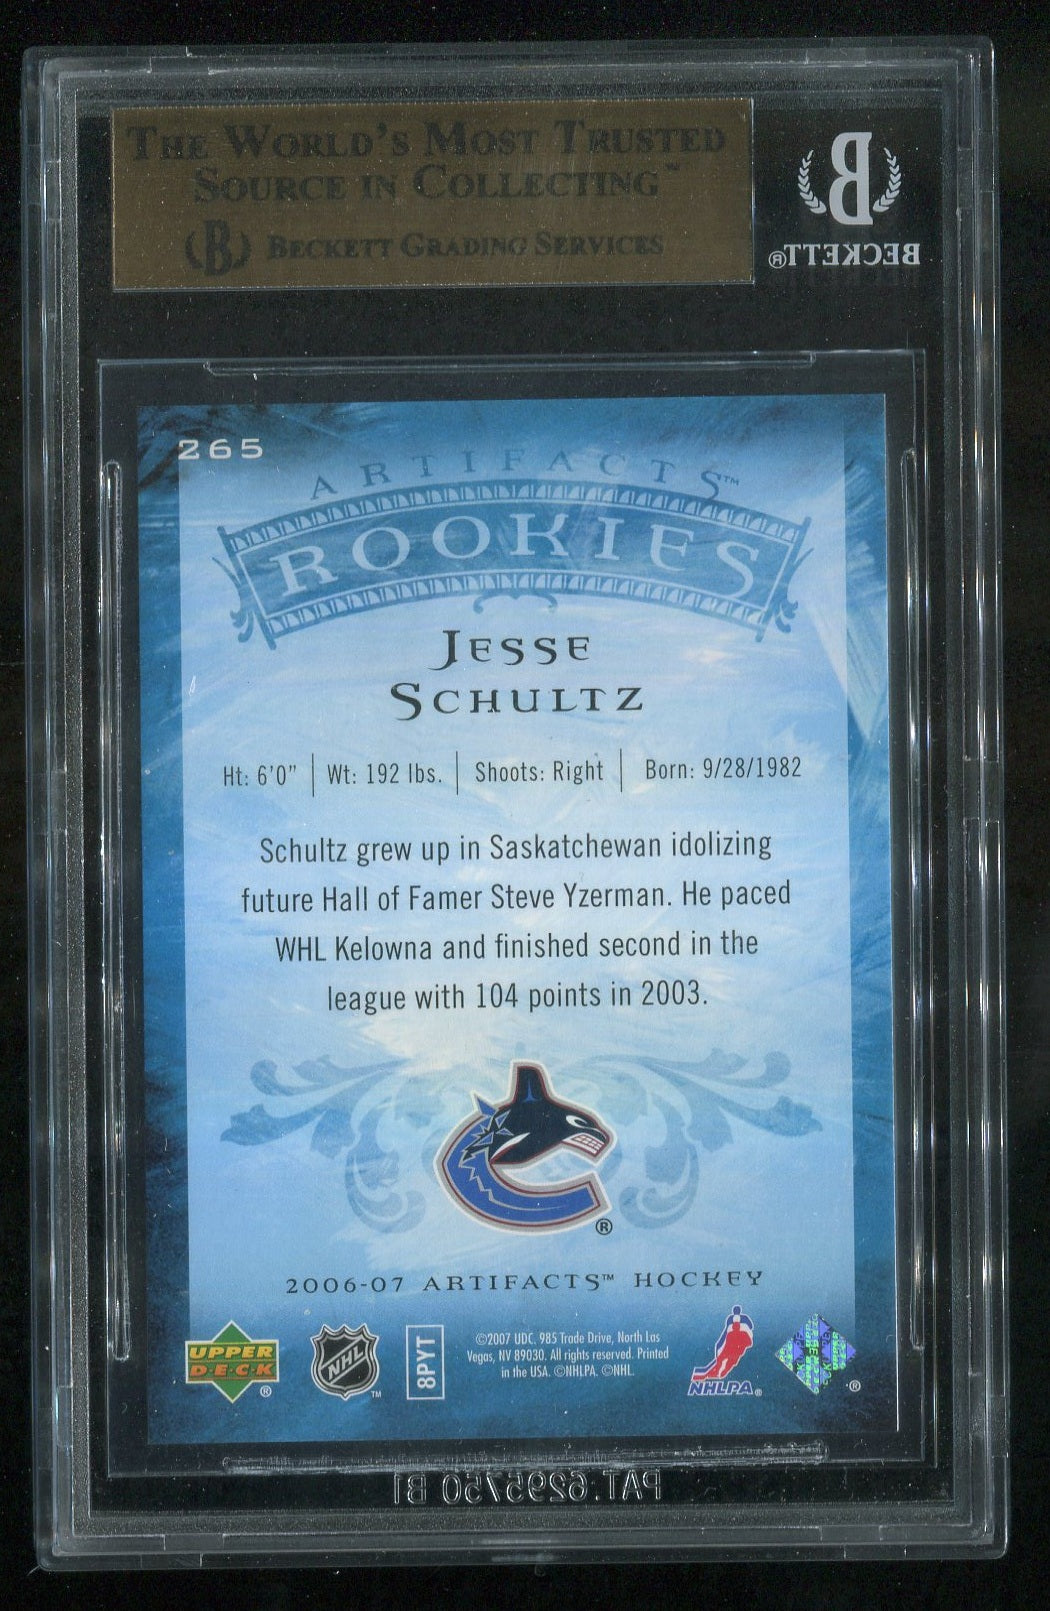 THE WORLD'S MOST TRUSTED
SOURCE IN COLLECTING™
B BECKETT GRADING SERVICES
B
BECKETT®
265
ARTIFACTS™
ROOKIES
JESSE
SCHULTZ
Ht: 6'0" | Wt: 192 lbs. | Shoots: Right | Born: 9/28/1982
Schultz grew up in Saskatchewan idolizing
future Hall of Famer Steve Yzerman. He paced
WHL Kelowna and finished second in the
league with 104 points in 2003.
®
2006-07 ARTIFACTS™ HOCKEY
UPPER
DECK
®
NHL
™
8PYT
©2007 UDC. 985 Trade Drive, North Las
Vegas, NV 89030. All rights reserved. Printed
in the USA. ©NHLPA. ©NHL.
NHLPA®
®
PAT.6295750 B1